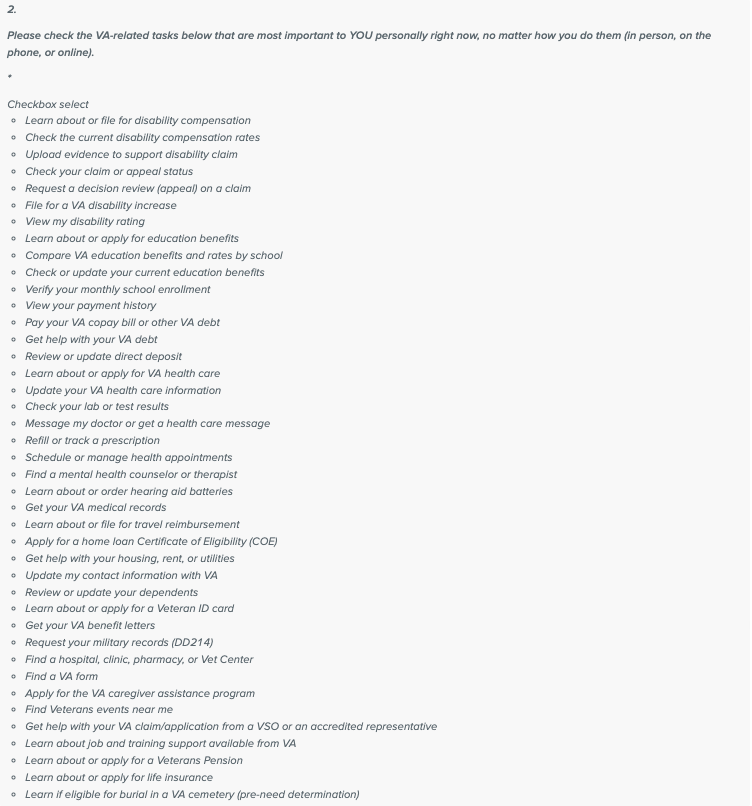 2.
Please check the VA-related tasks below that are most important to YOU personally right now, no matter how you do them (in person, on the
phone, or online).
*
Checkbox select
Learn about or file for disability compensation
Check the current disability compensation rates
Upload evidence to support disability claim
Check your claim or appeal status
Request a decision review (appeal) on a claim
File for a VA disability increase
View my disability rating
Learn about or apply for education benefits
Compare VA education benefits and rates by school
Check or update your current education benefits
Verify your monthly school enrollment
View your payment history
Pay your VA copay bill or other VA debt
Get help with your VA debt
Review or update direct deposit
Learn about or apply for VA health care
Update your VA health care information
Check your lab or test results
Message my doctor or get a health care message
Refill or track a prescription
Schedule or manage health appointments
Find a mental health counselor or therapist
Learn about or order hearing aid batteries
Get your VA medical records
Learn about or file for travel reimbursement
Apply for a home loan Certificate of Eligibility (COE)
Get help with your housing, rent, or utilities
Update my contact information with VA
Review or update your dependents
Learn about or apply for a Veteran ID card
Get your VA benefit letters
Request your military records (DD214)
Find a hospital, clinic, pharmacy, or Vet Center
Find a VA form
Apply for the VA caregiver assistance program
Find Veterans events near me
Get help with your VA claim/application from a VSO or an accredited representative
Learn about job and training support available from VA
Learn about or apply for a Veterans Pension
Learn about or apply for life insurance
Learn if eligible for burial in a VA cemetery (pre-need determination)